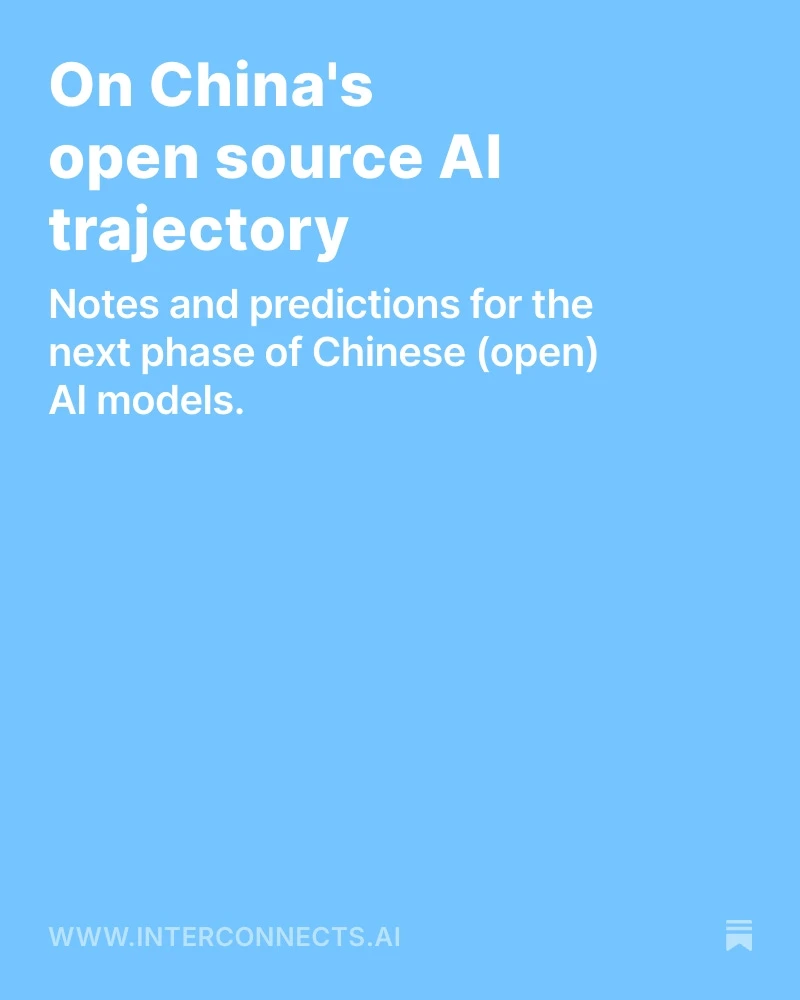 On China's
open source AI
trajectory
Notes and predictions for the
next phase of Chinese (open)
AI models.
WWW.INTERCONNECTS.AI